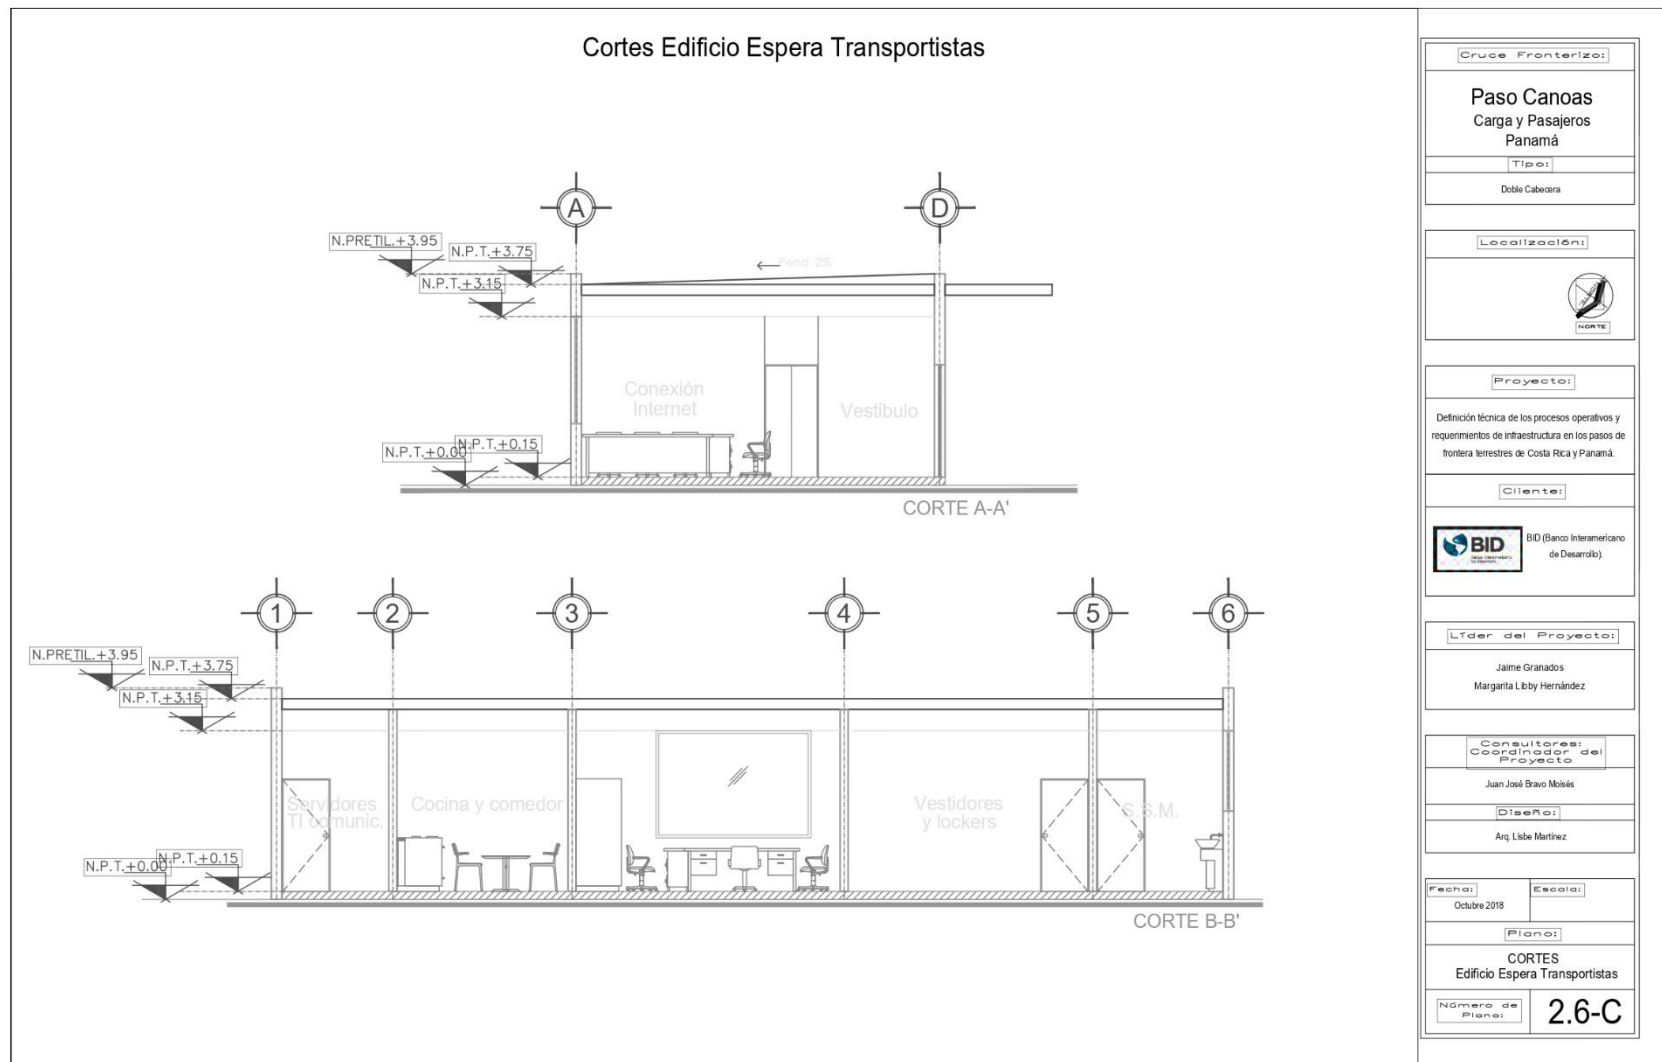 Cortes Edificio Espera Transportistas
A
D
N.PRETIL.+3.95
N.P.T.+3.75
N.P.T.+3.15
Pend. 2%
Conexión
Internet
Vestibulo
N.P.T.+0.00
N.P.T.+0.15
CORTE A-A'
1
2
3
4
5
6
N.PRETIL.+3.95
N.P.T.+3.75
N.P.T.+3.15
Servidores
TI comunic.
Cocina y comedor
Vestidores
y lockers
S.S.M.
N.P.T.+0.00
N.P.T.+0.15
CORTE B-B'
Cruce Fronterizo:
Paso Canoas
Carga y Pasajeros
Panamá
Tipo:
Doble Cabecera
Localización:
NORTE
Proyecto:
Definición técnica de los procesos operativos y
requerimientos de infraestructura en los pasos de
frontera terrestres de Costa Rica y Panamá.
Cliente:
BID
BID (Banco Interamericano
de Desarrollo).
Líder del Proyecto:
Jaime Granados
Margarita Libby Hernández
Consultores:
Coordinador del
Proyecto
Juan José Bravo Moisés
Diseño:
Arq. Lisbe Martínez
Fecha:
Escala:
Octubre 2018
Plano:
CORTES
Edificio Espera Transportistas
Número de
Plano:
2.6-C